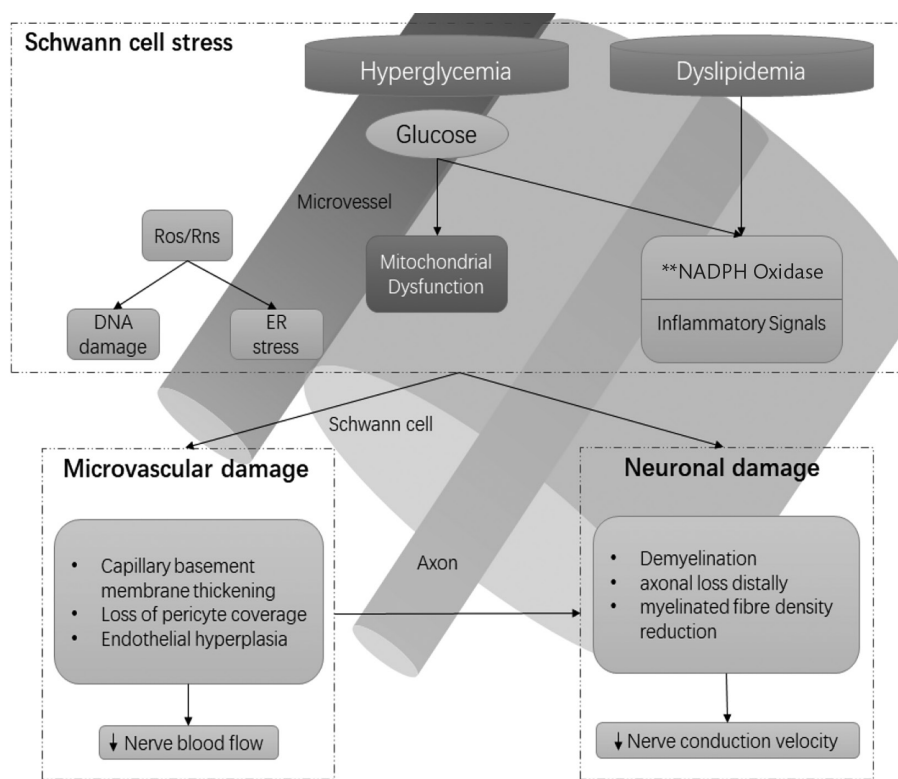 Schwann cell stress
Hyperglycemia
Dyslipidemia
Glucose
Microvessel
Ros/Rns
Mitochondrial
Dysfunction
**NADPH Oxidase
Inflammatory Signals
DNA
damage
ER
stress
Schwann cell
Microvascular damage
• Capillary basement
membrane thickening
• Loss of pericyte coverage
• Endothelial hyperplasia
↓ Nerve blood flow
Axon
Neuronal damage
• Demyelination
• axonal loss distally
• myelinated fibre density
reduction
↓ Nerve conduction velocity